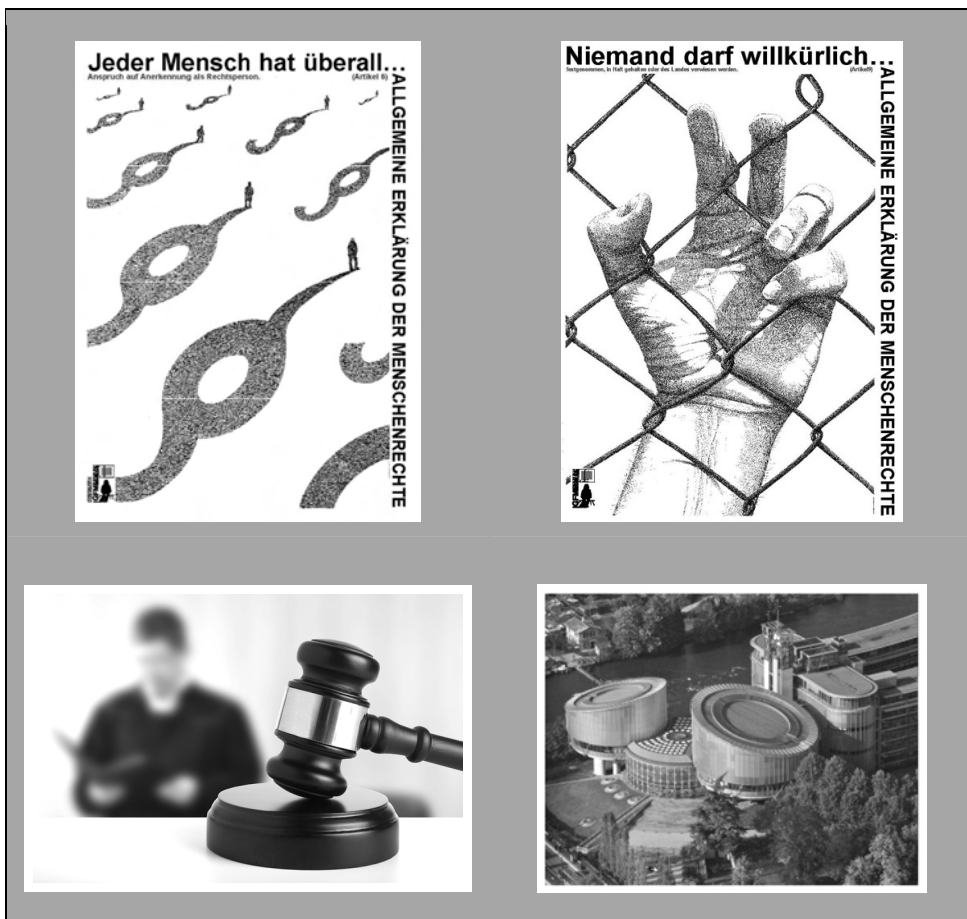 Jeder Mensch hat überall...
Anspruch auf Anerkennung als Rechtsperson. (Artikel 6)
ALLGEMEINE ERKLÄRUNG DER MENSCHENRECHTE
Niemand darf willkürlich...
festgenommen, in Haft gehalten oder des Landes verwiesen werden. (Artikel9)
ALLGEMEINE ERKLÄRUNG DER MENSCHENRECHTE